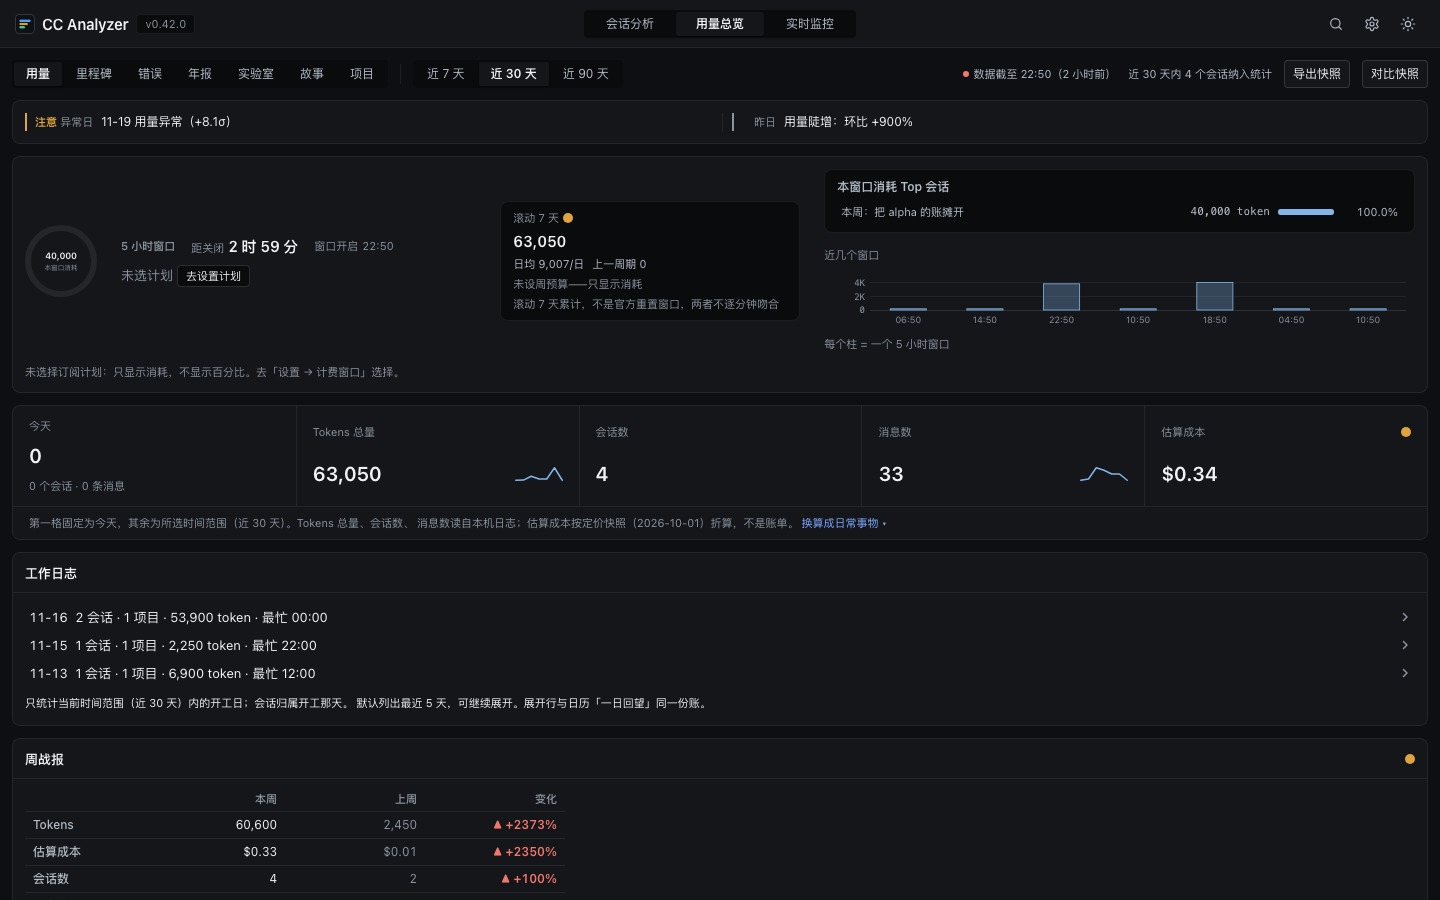 CC Analyzer v0.42.0 会话分析 用量总览 实时监控
用量 里程碑 错误 年报 实验室 故事 项目 近 7 天 近 30 天 近 90 天 数据截至 22:50（2 小时前） 近 30 天内 4 个会话纳入统计 导出快照 对比快照
注意 异常日 11-19 用量异常（+8.1σ） 昨日 用量陡增：环比 +900%
40,000
本窗口消耗
5 小时窗口 距关闭 2 时 59 分 窗口开启 22:50
未选计划 去设置计划
滚动 7 天
63,050
日均 9,007/日 上一周期 0
未设周预算——只显示消耗
滚动 7 天累计，不是官方重置窗口，两者不逐分钟吻合
本窗口消耗 Top 会话
本周：把 alpha 的账摊开 40,000 token 100.0%
近几个窗口
4K
2K
0
06:50 14:50 22:50 10:50 18:50 04:50 10:50
每个柱 = 一个 5 小时窗口
未选择订阅计划：只显示消耗，不显示百分比。去「设置 → 计费窗口」选择。
今天
0
0 个会话 · 0 条消息
Tokens 总量
63,050
会话数
4
消息数
33
估算成本
$0.34
第一格固定为今天，其余为所选时间范围（近 30 天）。Tokens 总量、会话数、 消息数读自本机日志；估算成本按定价快照（2026-10-01）折算，不是账单。 换算成日常事物 ▾
工作日志
11-16 2 会话 · 1 项目 · 53,900 token · 最忙 00:00
11-15 1 会话 · 1 项目 · 2,250 token · 最忙 22:00
11-13 1 会话 · 1 项目 · 6,900 token · 最忙 12:00
只统计当前时间范围（近 30 天）内的开工日；会话归属开工那天。 默认列出最近 5 天，可继续展开。展开行与日历「一日回望」同一份账。
周战报
本周 上周 变化
Tokens 60,600 2,450 ▲ +2373%
估算成本 $0.33 $0.01 ▲ +2350%
会话数 4 2 ▲ +100%